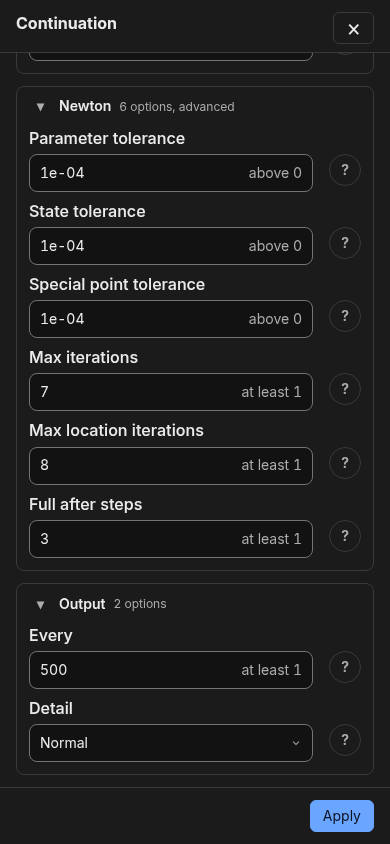 Continuation
×
▼ Newton 6 options, advanced
Parameter tolerance
1e-04 above 0 ?
State tolerance
1e-04 above 0 ?
Special point tolerance
1e-04 above 0 ?
Max iterations
7 at least 1 ?
Max location iterations
8 at least 1 ?
Full after steps
3 at least 1 ?
▼ Output 2 options
Every
500 at least 1 ?
Detail
Normal ?
Apply